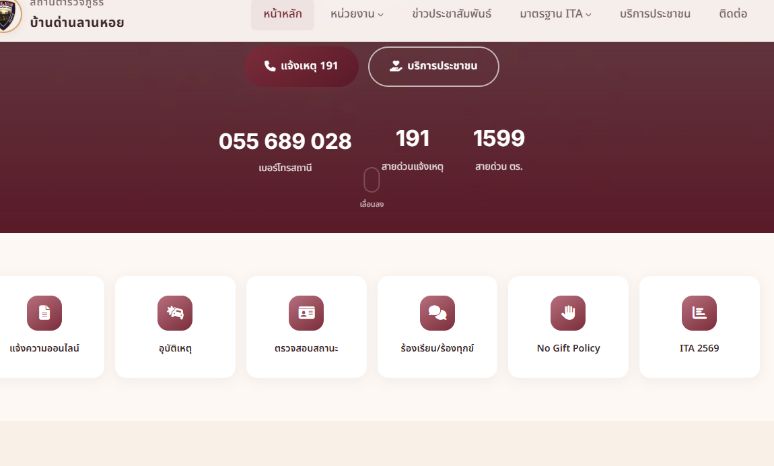 สถานีตำรวจภูธร
บ้านด่านลานหอย
หน้าหลัก หน่วยงาน ข่าวประชาสัมพันธ์ มาตรฐาน ITA บริการประชาชน ติดต่อ
แจ้งเหตุ 191 บริการประชาชน
055 689 028 191 1599
เบอร์โทรสถานี สายด่วนแจ้งเหตุ สายด่วน ตร.
เลื่อนลง
แจ้งความออนไลน์ อุบัติเหตุ ตรวจสอบสถานะ ร้องเรียน/ร้องทุกข์ No Gift Policy ITA 2569